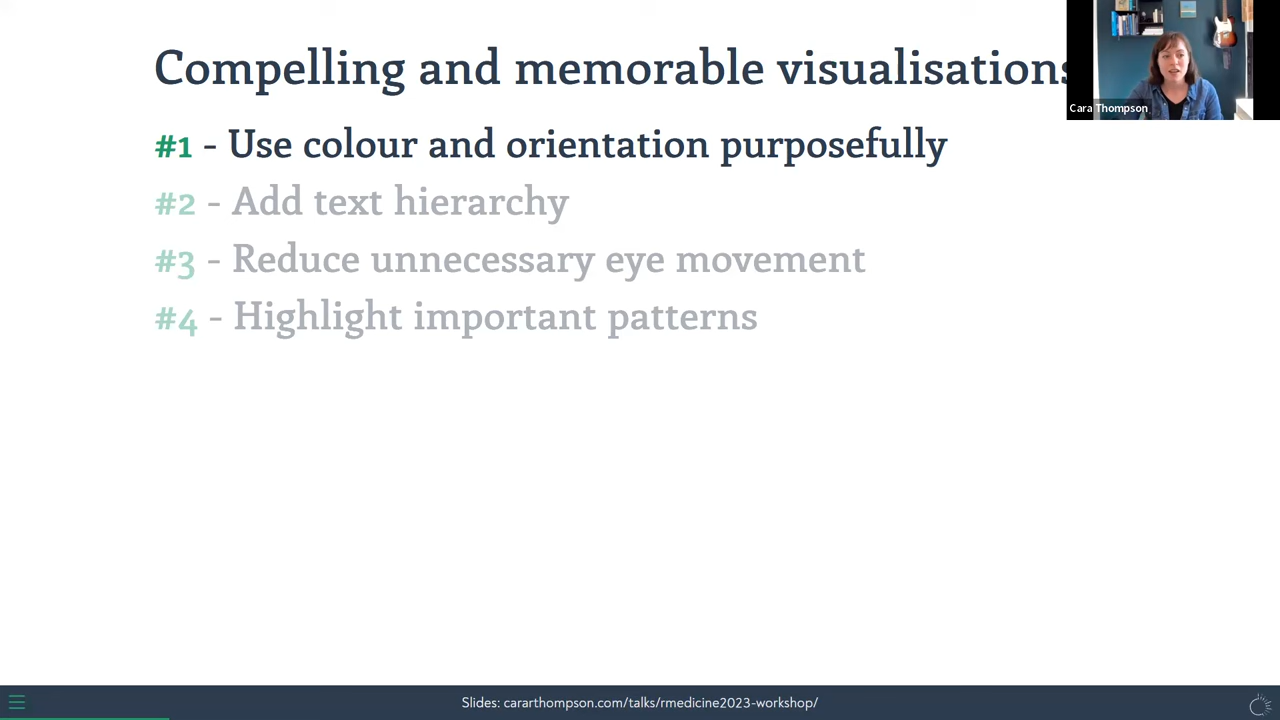 Compelling and memorable visualisations
Cara Thompson
#1 - Use colour and orientation purposefully
#2 - Add text hierarchy
#3 - Reduce unnecessary eye movement
#4 - Highlight important patterns
Slides: cararthompson.com/talks/rmedicine2023-workshop/